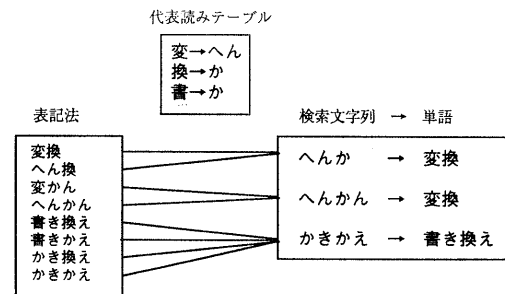 代表読みテーブル
変→へん
換→か
書→か
表記法
変換
へん換
変かん
へんかん
書き換え
書きかえ
かき換え
かきかえ
検索文字列 → 単語
へんか → 変換
へんかん → 変換
かきかえ → 書き換え